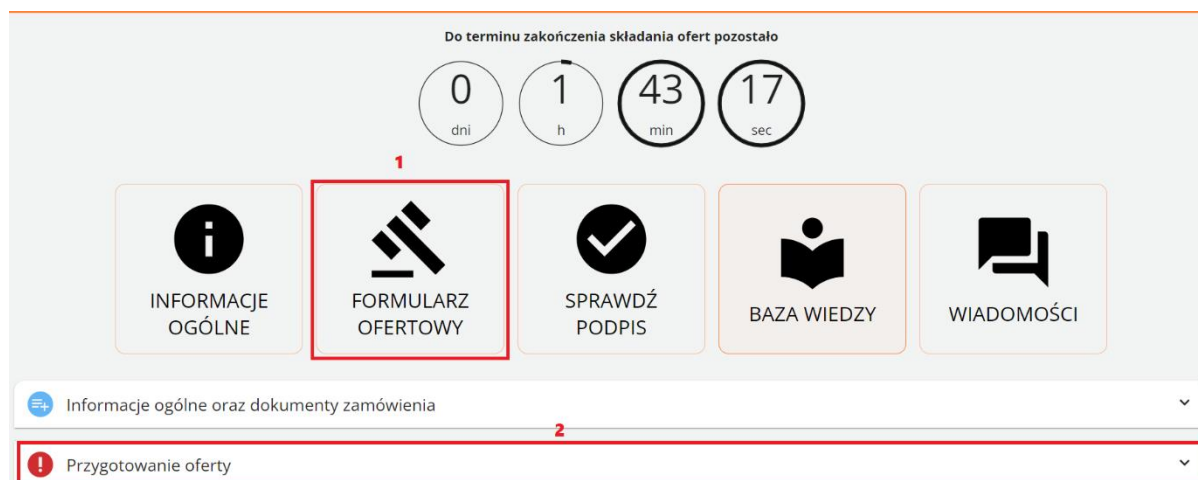 Do terminu zakończenia składania ofert pozostało
0
dni
1
h
43
min
17
sec
1
INFORMACJE
OGÓLNE
FORMULARZ
OFERTOWY
SPRAWDŹ
PODPIS
BAZA WIEDZY
WIADOMOŚCI
Informacje ogólne oraz dokumenty zamówienia
2
Przygotowanie oferty